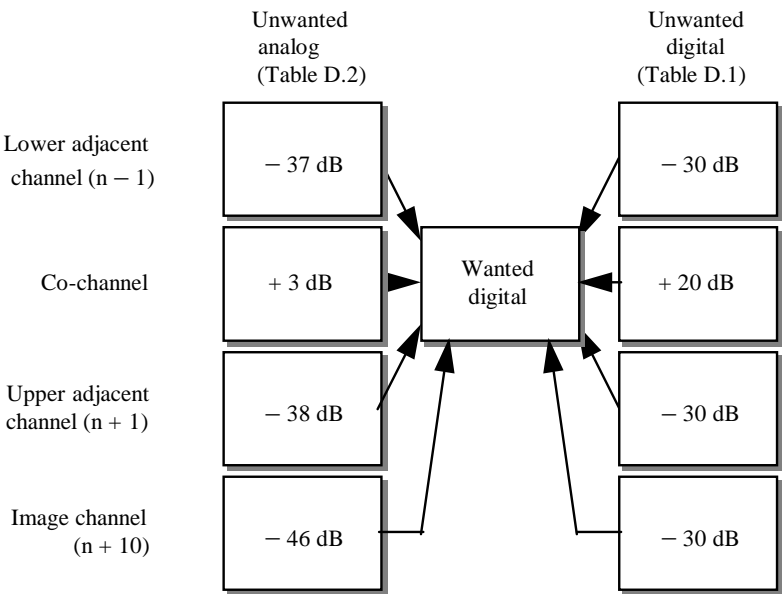 Unwanted
analog
(Table D.2)
Unwanted
digital
(Table D.1)
Lower adjacent
channel (n − 1)
− 37 dB
− 30 dB
Wanted
digital
Co-channel
+ 3 dB
+ 20 dB
Upper adjacent
channel (n + 1)
− 38 dB
− 30 dB
Image channel
(n + 10)
− 46 dB
− 30 dB